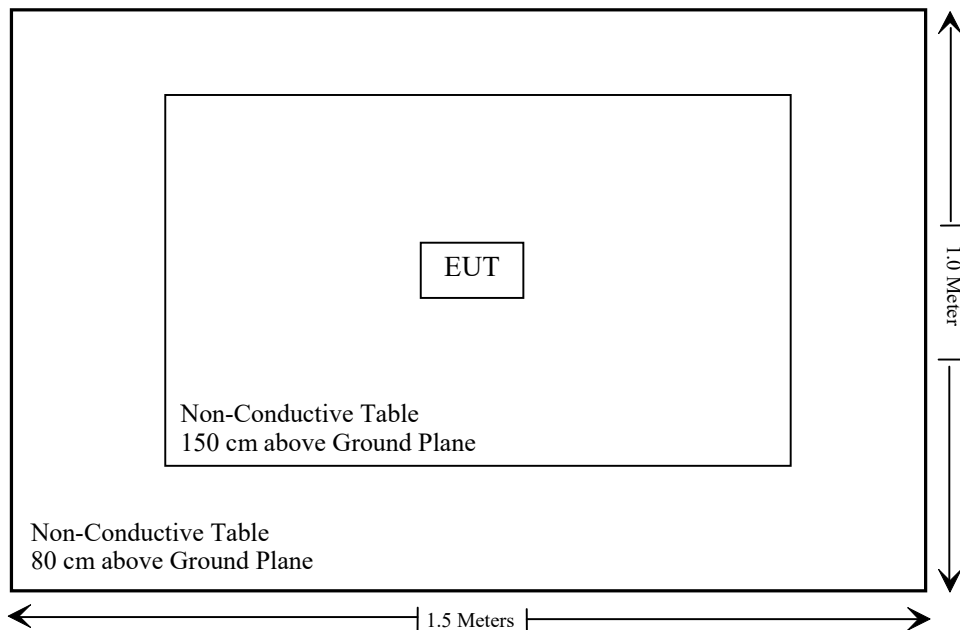 EUT
Non-Conductive Table
150 cm above Ground Plane
Non-Conductive Table
80 cm above Ground Plane
1.0 Meter
1.5 Meters